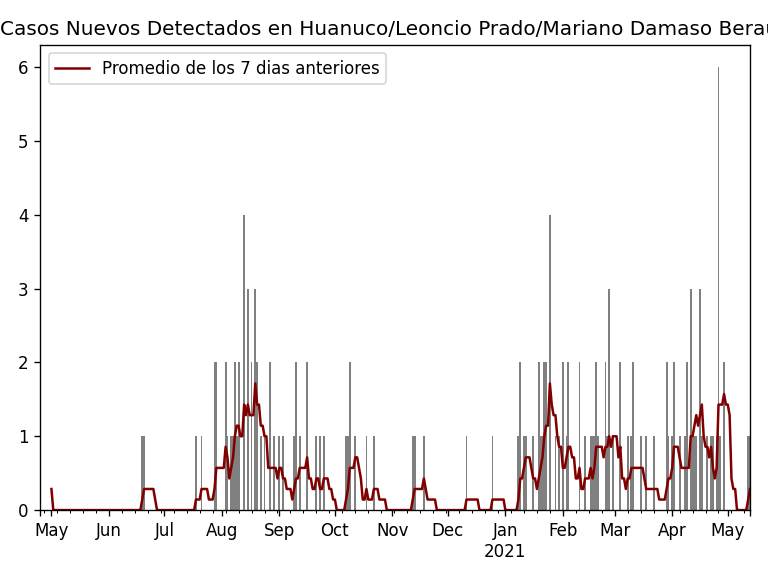 Casos Nuevos Detectados en Huanuco/Leoncio Prado/Mariano Damaso
Promedio de los 7 dias anteriores
6
5
4
3
2
1
0
May Jun Jul Aug Sep Oct Nov Dec Jan Feb Mar Apr May
2021